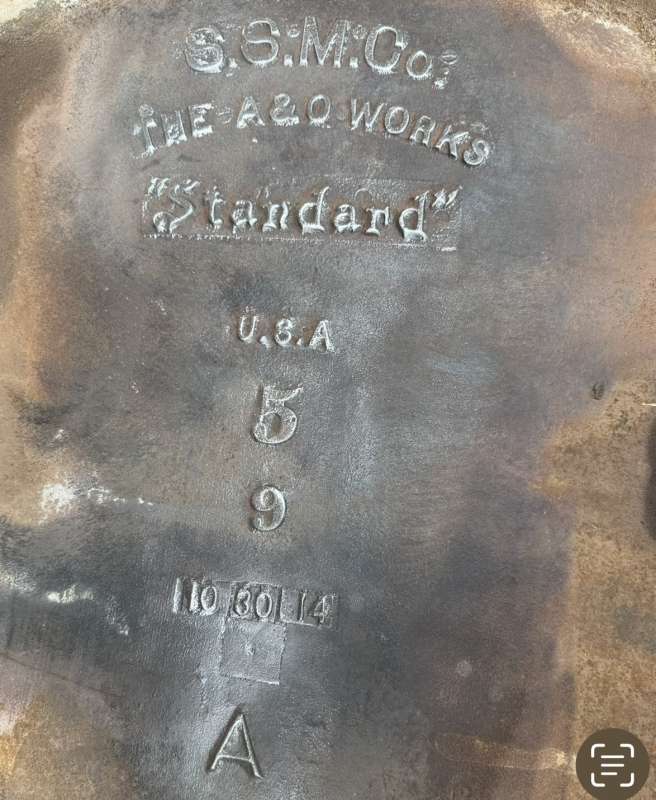 S.S.M.Co.
THE A & O WORKS
"Standard"
U.S.A
5
9
10 30 14
A